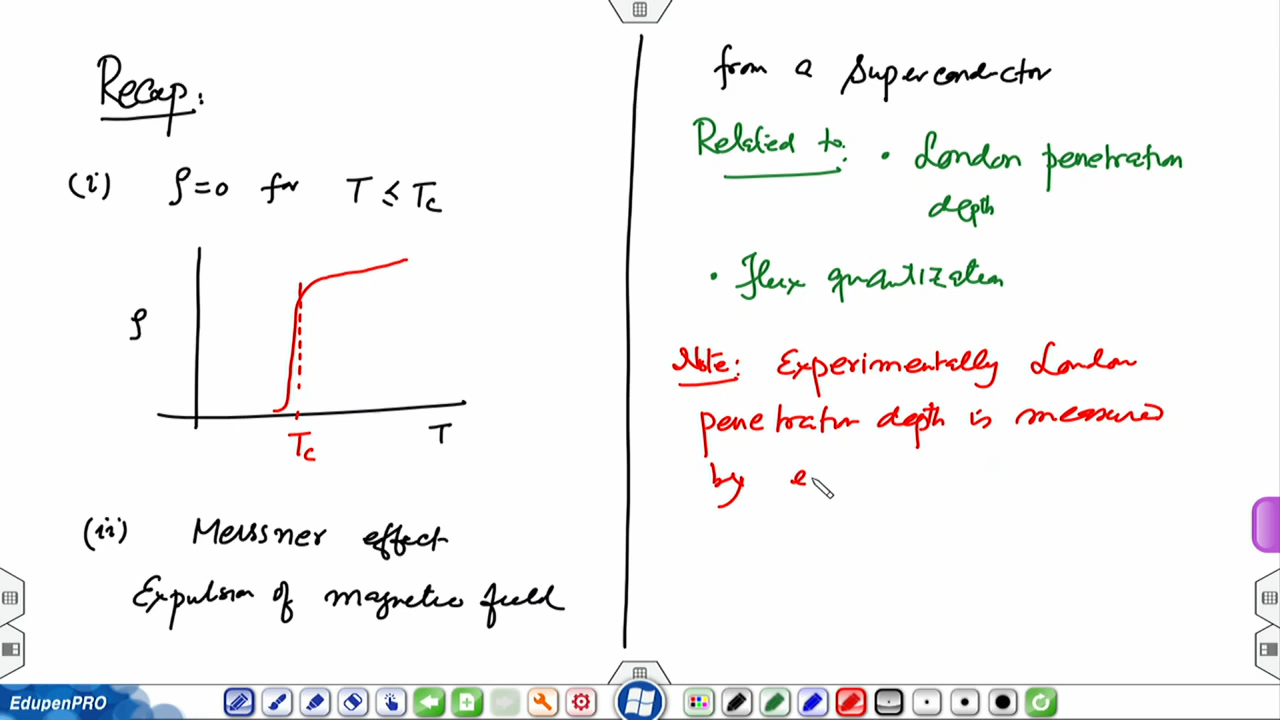 Recap:
(i) ρ=0 for T ≤ Tc
ρ
T
Tc
(ii) Meissner effect
Expulsion of magnetic field
from a superconductor
Related to: • London penetration
depth
• Flux quantization
Note: Experimentally London
penetration depth is measured
by e
EdupenPRO